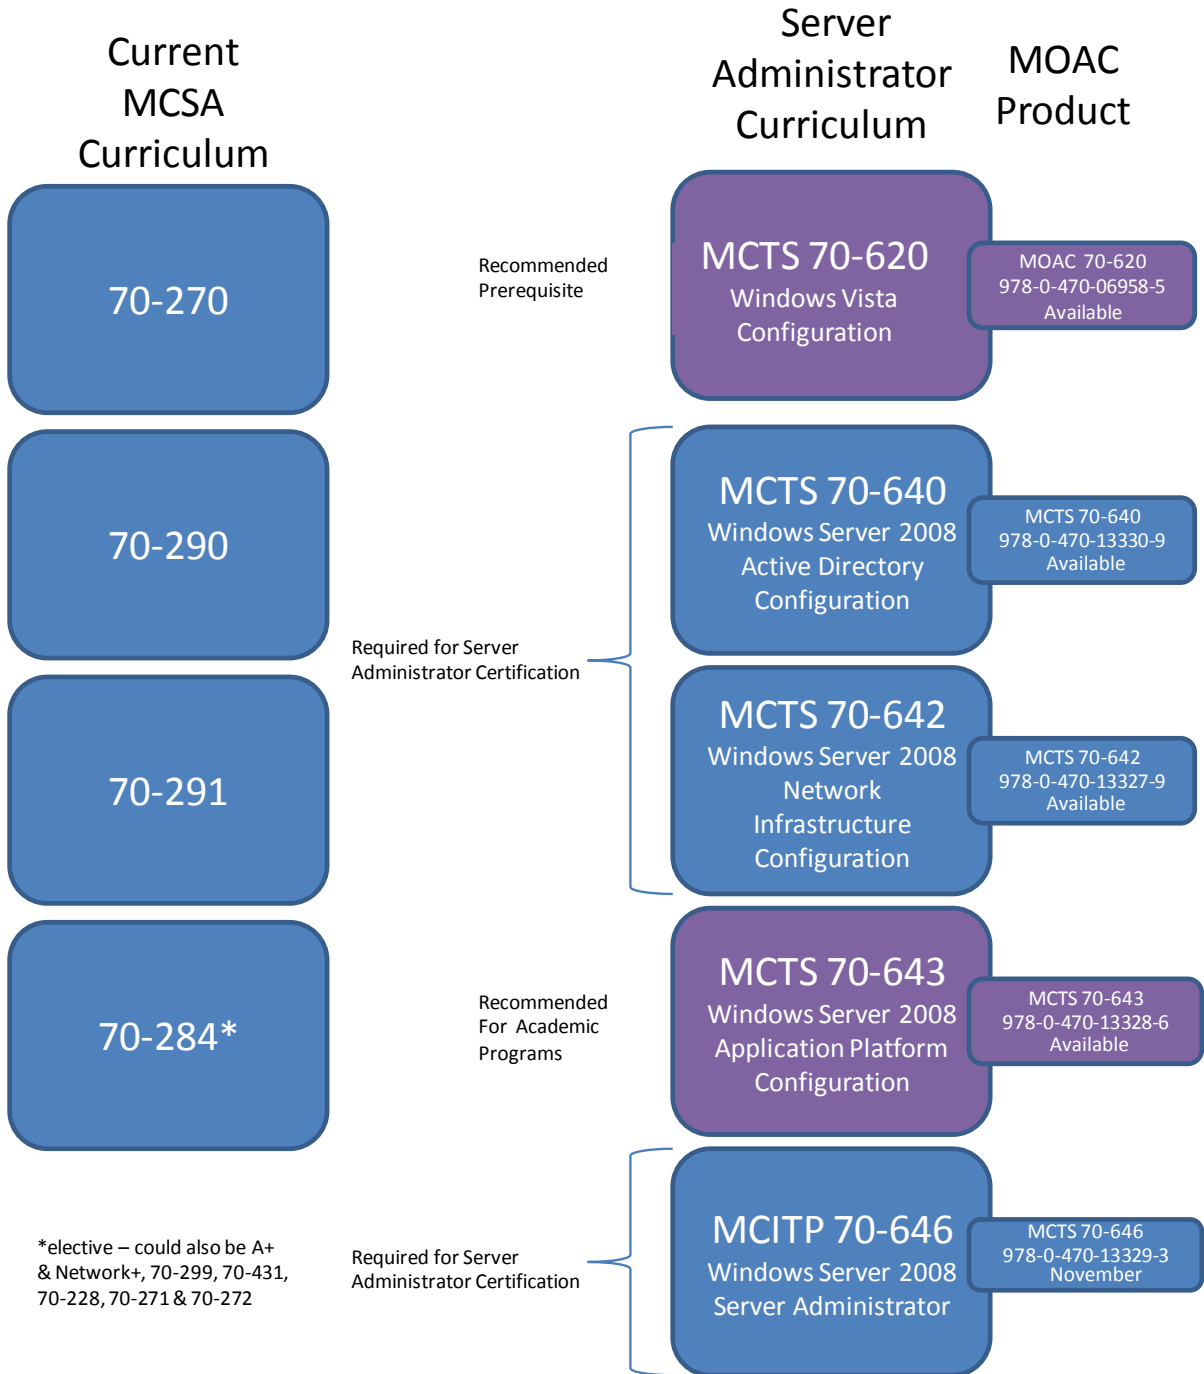 Current
MCSA
Curriculum
Server
Administrator
Curriculum
MOAC
Product
70-270
Recommended
Prerequisite
MCTS 70-620
Windows Vista
Configuration
MOAC 70-620
978-0-470-06958-5
Available
70-290
Required for Server
Administrator Certification
MCTS 70-640
Windows Server 2008
Active Directory
Configuration
MCTS 70-640
978-0-470-13330-9
Available
70-291
MCTS 70-642
Windows Server 2008
Network
Infrastructure
Configuration
MCTS 70-642
978-0-470-13327-9
Available
70-284*
Recommended
For Academic
Programs
MCTS 70-643
Windows Server 2008
Application Platform
Configuration
MCTS 70-643
978-0-470-13328-6
Available
*elective – could also be A+
& Network+, 70-299, 70-431,
70-228, 70-271 & 70-272
Required for Server
Administrator Certification
MCITP 70-646
Windows Server 2008
Server Administrator
MCTS 70-646
978-0-470-13329-3
November